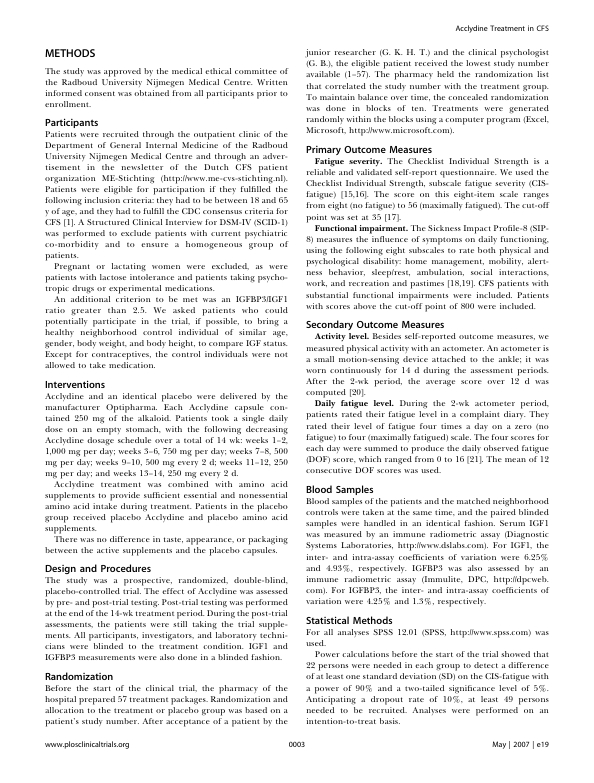 Acclydine Treatment in CFS
METHODS
The study was approved by the medical ethical committee of
the Radboud University Nijmegen Medical Centre. Written
informed consent was obtained from all participants prior to
enrollment.
Participants
Patients were recruited through the outpatient clinic of the
Department of General Internal Medicine of the Radboud
University Nijmegen Medical Centre and through an adver-
tisement in the newsletter of the Dutch CFS patient
organization ME-Stichting (http://www.me-cvs-stichting.nl).
Patients were eligible for participation if they fulfilled the
following inclusion criteria: they had to be between 18 and 65
y of age, and they had to fulfill the CDC consensus criteria for
CFS [1]. A Structured Clinical Interview for DSM-IV (SCID-1)
was performed to exclude patients with current psychiatric
co-morbidity and to ensure a homogeneous group of
patients.
Pregnant or lactating women were excluded, as were
patients with lactose intolerance and patients taking psycho-
tropic drugs or experimental medications.
An additional criterion to be met was an IGFBP3/IGF1
ratio greater than 2.5. We asked patients who could
potentially participate in the trial, if possible, to bring a
healthy neighborhood control individual of similar age,
gender, body weight, and body height, to compare IGF status.
Except for contraceptives, the control individuals were not
allowed to take medication.
Interventions
Acclydine and an identical placebo were delivered by the
manufacturer Optipharma. Each Acclydine capsule con-
tained 250 mg of the alkaloid. Patients took a single daily
dose on an empty stomach, with the following decreasing
Acclydine dosage schedule over a total of 14 wk: weeks 1–2,
1,000 mg per day; weeks 3–6, 750 mg per day; weeks 7–8, 500
mg per day; weeks 9–10, 500 mg every 2 d; weeks 11–12, 250
mg per day; and weeks 13–14, 250 mg every 2 d.
Acclydine treatment was combined with amino acid
supplements to provide sufficient essential and nonessential
amino acid intake during treatment. Patients in the placebo
group received placebo Acclydine and placebo amino acid
supplements.
There was no difference in taste, appearance, or packaging
between the active supplements and the placebo capsules.
Design and Procedures
The study was a prospective, randomized, double-blind,
placebo-controlled trial. The effect of Acclydine was assessed
by pre- and post-trial testing. Post-trial testing was performed
at the end of the 14-wk treatment period. During the post-trial
assessments, the patients were still taking the trial supple-
ments. All participants, investigators, and laboratory techni-
cians were blinded to the treatment condition. IGF1 and
IGFBP3 measurements were also done in a blinded fashion.
Randomization
Before the start of the clinical trial, the pharmacy of the
hospital prepared 57 treatment packages. Randomization and
allocation to the treatment or placebo group was based on a
patient's study number. After acceptance of a patient by the
junior researcher (G. K. H. T.) and the clinical psychologist
(G. B.), the eligible patient received the lowest study number
available (1–57). The pharmacy held the randomization list
that correlated the study number with the treatment group.
To maintain balance over time, the concealed randomization
was done in blocks of ten. Treatments were generated
randomly within the blocks using a computer program (Excel,
Microsoft, http://www.microsoft.com).
Primary Outcome Measures
Fatigue severity. The Checklist Individual Strength is a
reliable and validated self-report questionnaire. We used the
Checklist Individual Strength, subscale fatigue severity (CIS-
fatigue) [15,16]. The score on this eight-item scale ranges
from eight (no fatigue) to 56 (maximally fatigued). The cut-off
point was set at 35 [17].
Functional impairment. The Sickness Impact Profile-8 (SIP-
8) measures the influence of symptoms on daily functioning,
using the following eight subscales to rate both physical and
psychological disability: home management, mobility, alert-
ness behavior, sleep/rest, ambulation, social interactions,
work, and recreation and pastimes [18,19]. CFS patients with
substantial functional impairments were included. Patients
with scores above the cut-off point of 800 were included.
Secondary Outcome Measures
Activity level. Besides self-reported outcome measures, we
measured physical activity with an actometer. An actometer is
a small motion-sensing device attached to the ankle; it was
worn continuously for 14 d during the assessment periods.
After the 2-wk period, the average score over 12 d was
computed [20].
Daily fatigue level. During the 2-wk actometer period,
patients rated their fatigue level in a complaint diary. They
rated their level of fatigue four times a day on a zero (no
fatigue) to four (maximally fatigued) scale. The four scores for
each day were summed to produce the daily observed fatigue
(DOF) score, which ranged from 0 to 16 [21]. The mean of 12
consecutive DOF scores was used.
Blood Samples
Blood samples of the patients and the matched neighborhood
controls were taken at the same time, and the paired blinded
samples were handled in an identical fashion. Serum IGF1
was measured by an immune radiometric assay (Diagnostic
Systems Laboratories, http://www.dslabs.com). For IGF1, the
inter- and intra-assay coefficients of variation were 6.25%
and 4.93%, respectively. IGFBP3 was also assessed by an
immune radiometric assay (Immulite, DPC, http://dpcweb.
com). For IGFBP3, the inter- and intra-assay coefficients of
variation were 4.25% and 1.3%, respectively.
Statistical Methods
For all analyses SPSS 12.01 (SPSS, http://www.spss.com) was
used.
Power calculations before the start of the trial showed that
22 persons were needed in each group to detect a difference
of at least one standard deviation (SD) on the CIS-fatigue with
a power of 90% and a two-tailed significance level of 5%.
Anticipating a dropout rate of 10%, at least 49 persons
needed to be recruited. Analyses were performed on an
intention-to-treat basis.
www.plosclinicaltrials.org
0003
May | 2007 | e19